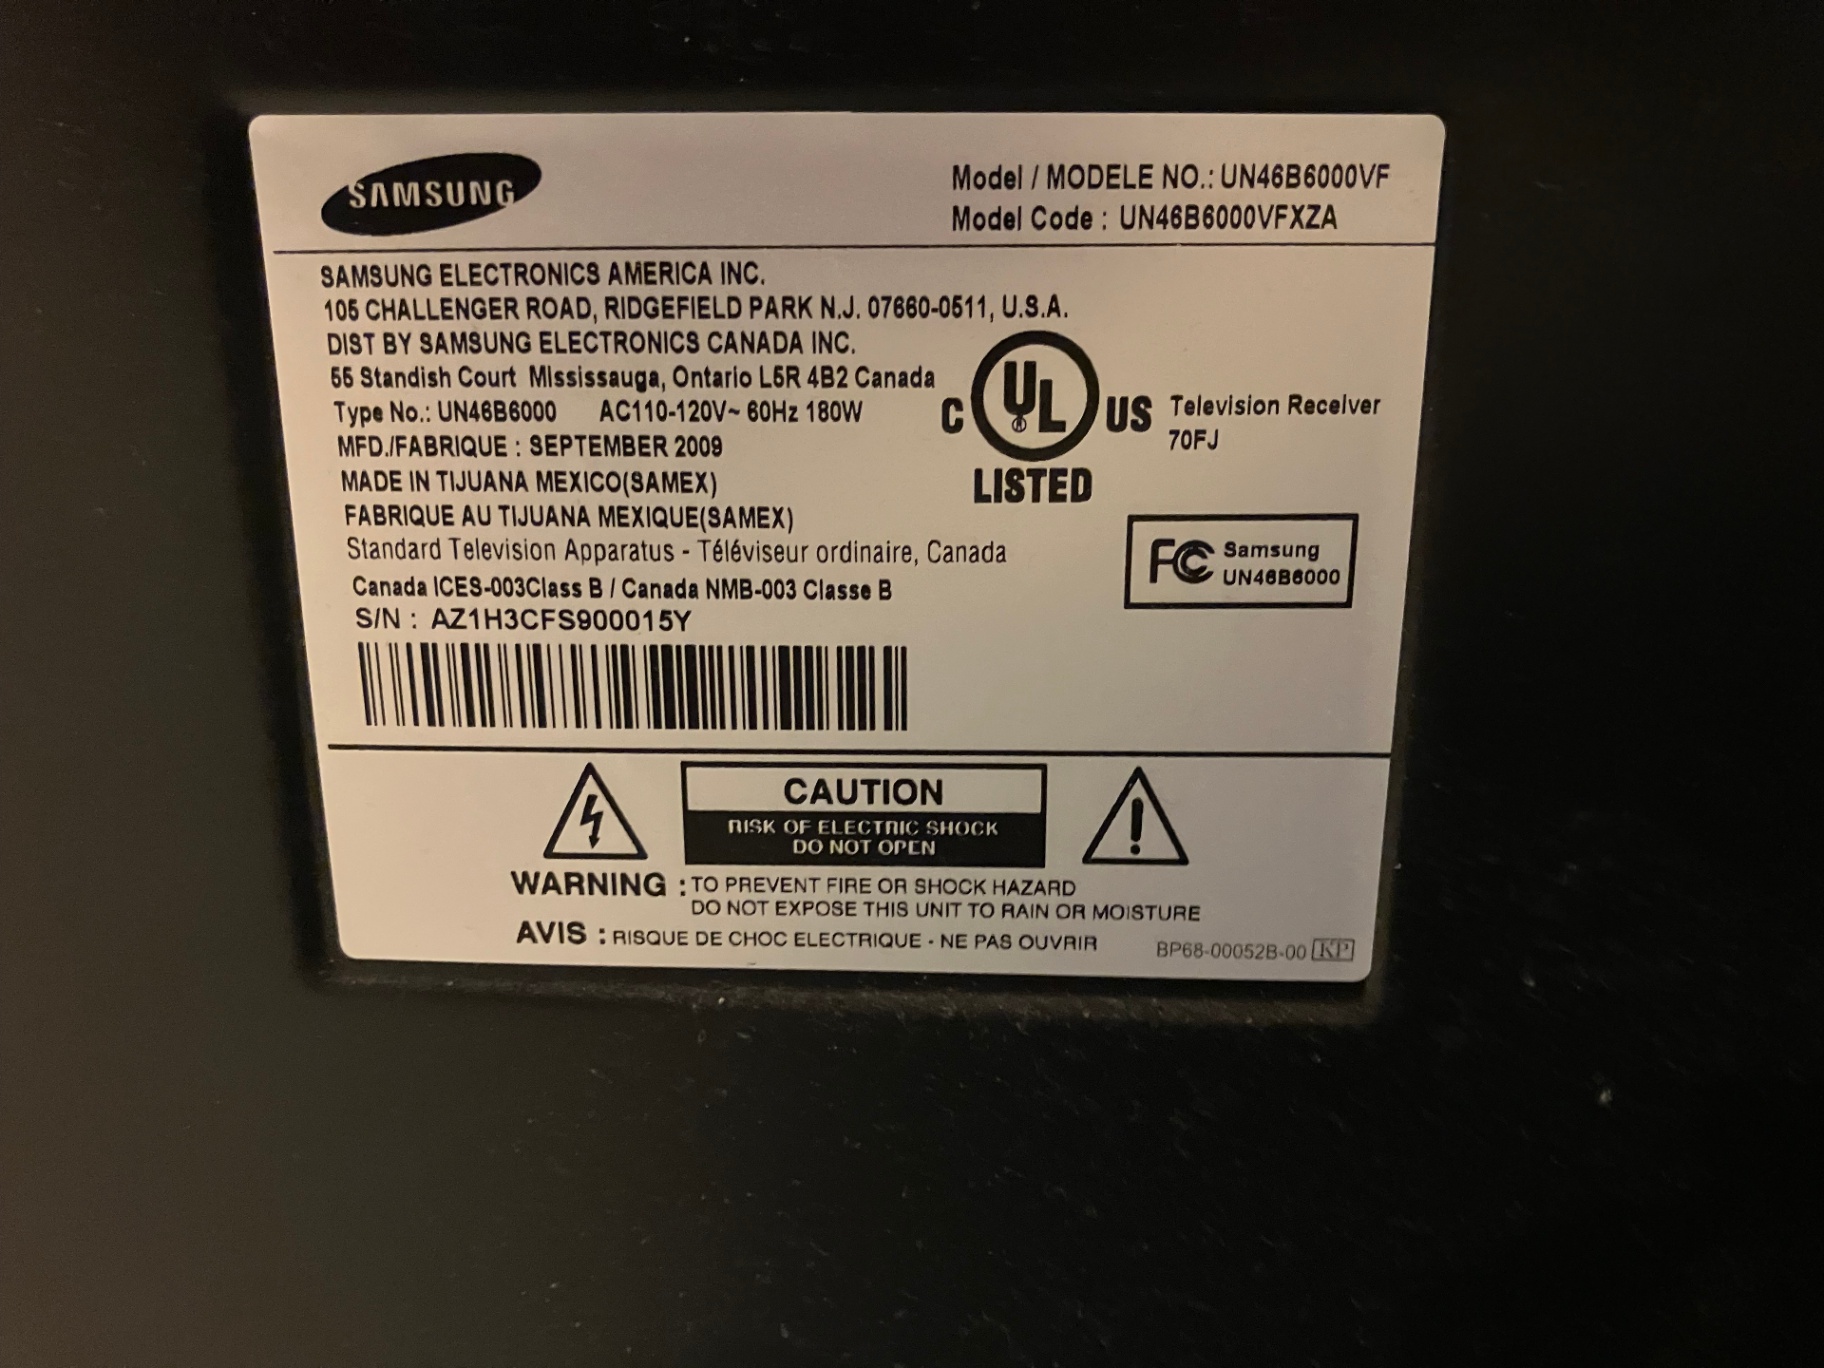 SAMSUNG
Model / MODELE NO.: UN46B6000VF
Model Code : UN46B6000VFXZA
SAMSUNG ELECTRONICS AMERICA INC.
105 CHALLENGER ROAD, RIDGEFIELD PARK N.J. 07660-0511, U.S.A.
DIST BY SAMSUNG ELECTRONICS CANADA INC.
55 Standish Court Mississauga, Ontario L5R 4B2 Canada
Type No.: UN46B6000 AC110-120V~ 60Hz 180W
MFD./FABRIQUE : SEPTEMBER 2009
MADE IN TIJUANA MEXICO(SAMEX)
FABRIQUE AU TIJUANA MEXIQUE(SAMEX)
Standard Television Apparatus - Téléviseur ordinaire, Canada
Canada ICES-003Class B / Canada NMB-003 Classe B
S/N : AZ1H3CFS900015Y
C UL ® US
LISTED
Television Receiver
70FJ
FC Samsung
UN46B6000
CAUTION
RISK OF ELECTRIC SHOCK
DO NOT OPEN
WARNING : TO PREVENT FIRE OR SHOCK HAZARD
DO NOT EXPOSE THIS UNIT TO RAIN OR MOISTURE
AVIS : RISQUE DE CHOC ELECTRIQUE - NE PAS OUVRIR
BP68-00052B-00 KP